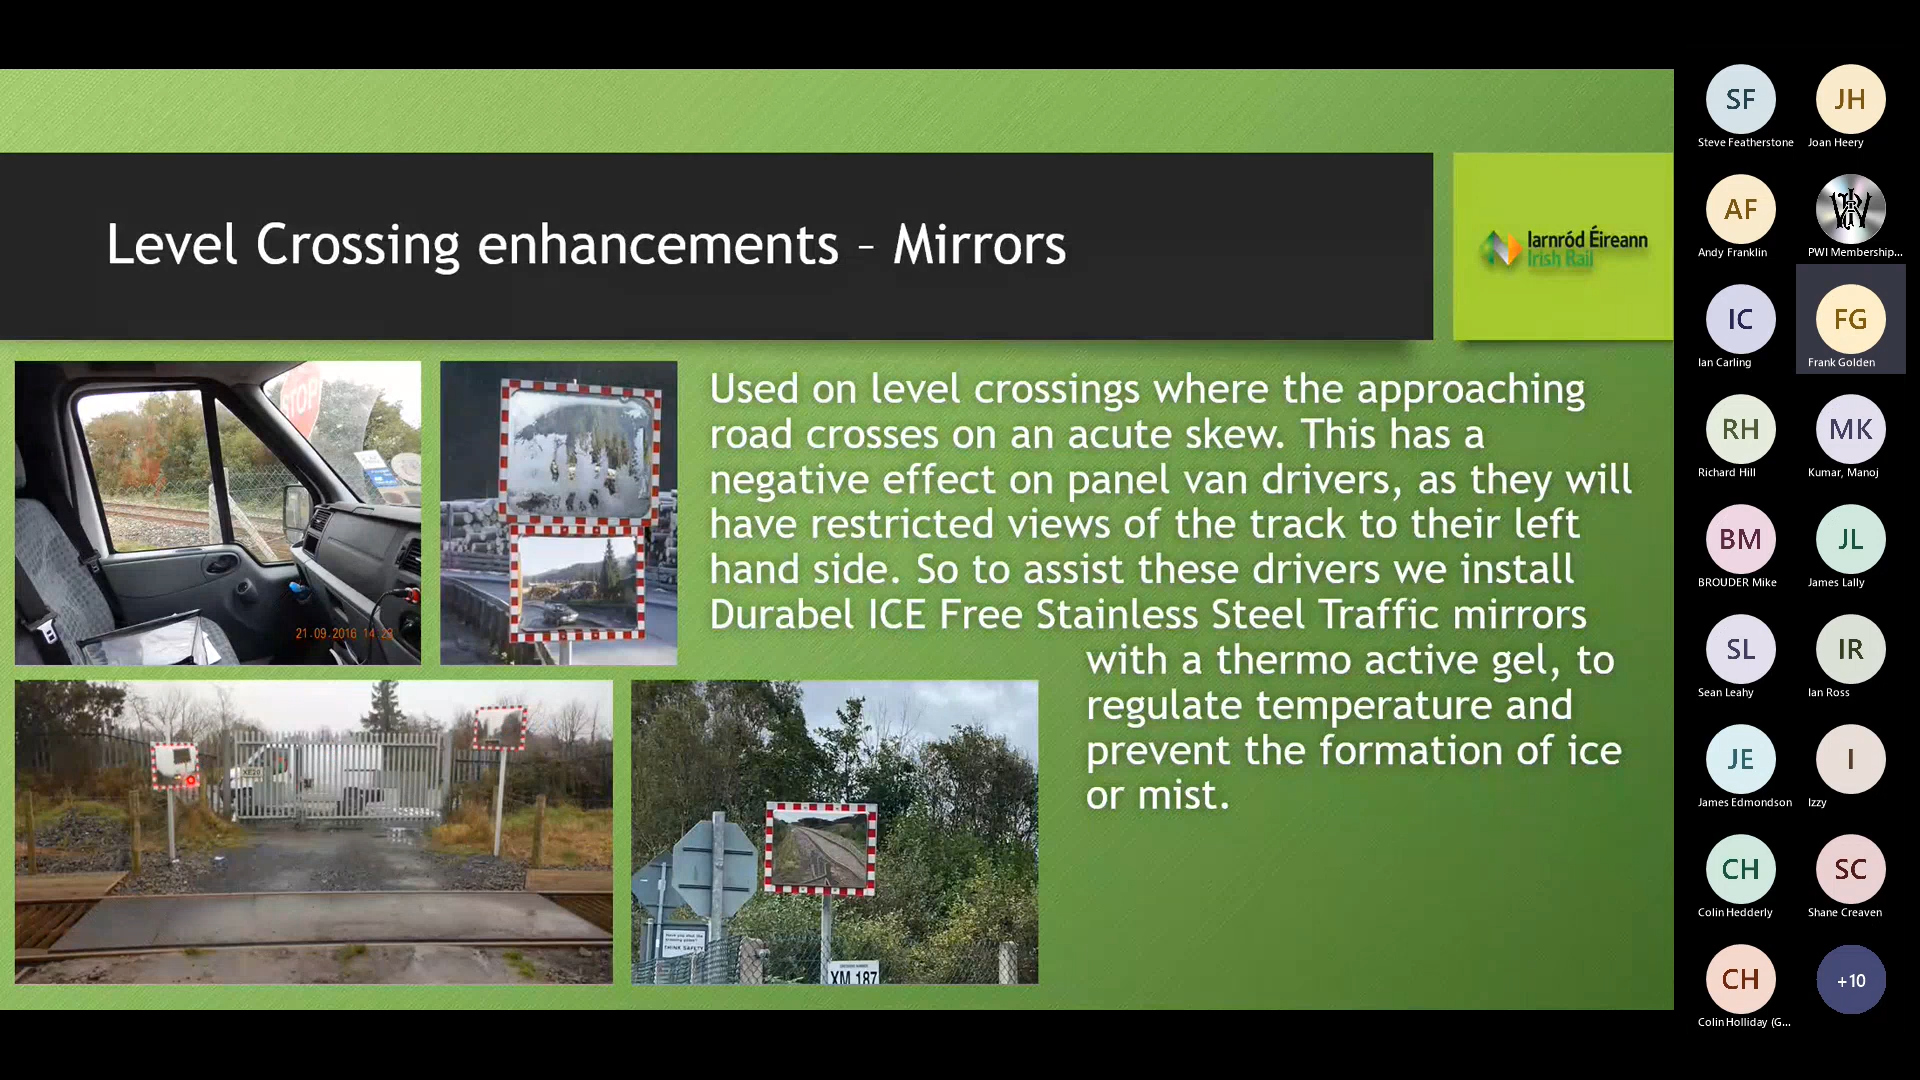 Level Crossing enhancements – Mirrors
Iarnród Éireann
Irish Rail
STOP
21.09.2016 14:28
Used on level crossings where the approaching
road crosses on an acute skew. This has a
negative effect on panel van drivers, as they will
have restricted views of the track to their left
hand side. So to assist these drivers we install
Durabel ICE Free Stainless Steel Traffic mirrors
with a thermo active gel, to
regulate temperature and
prevent the formation of ice
or mist.
XE20
THINK SAFETY
XM 187
SF
Steve Featherstone
JH
Joan Heery
AF
Andy Franklin
PWI Membership...
IC
Ian Carling
FG
Frank Golden
RH
Richard Hill
MK
Kumar, Manoj
BM
BROUDER Mike
JL
James Lally
SL
Sean Leahy
IR
Ian Ross
JE
James Edmondson
I
Izzy
CH
Colin Hedderly
SC
Shane Creaven
CH
Colin Holliday (G...
+10